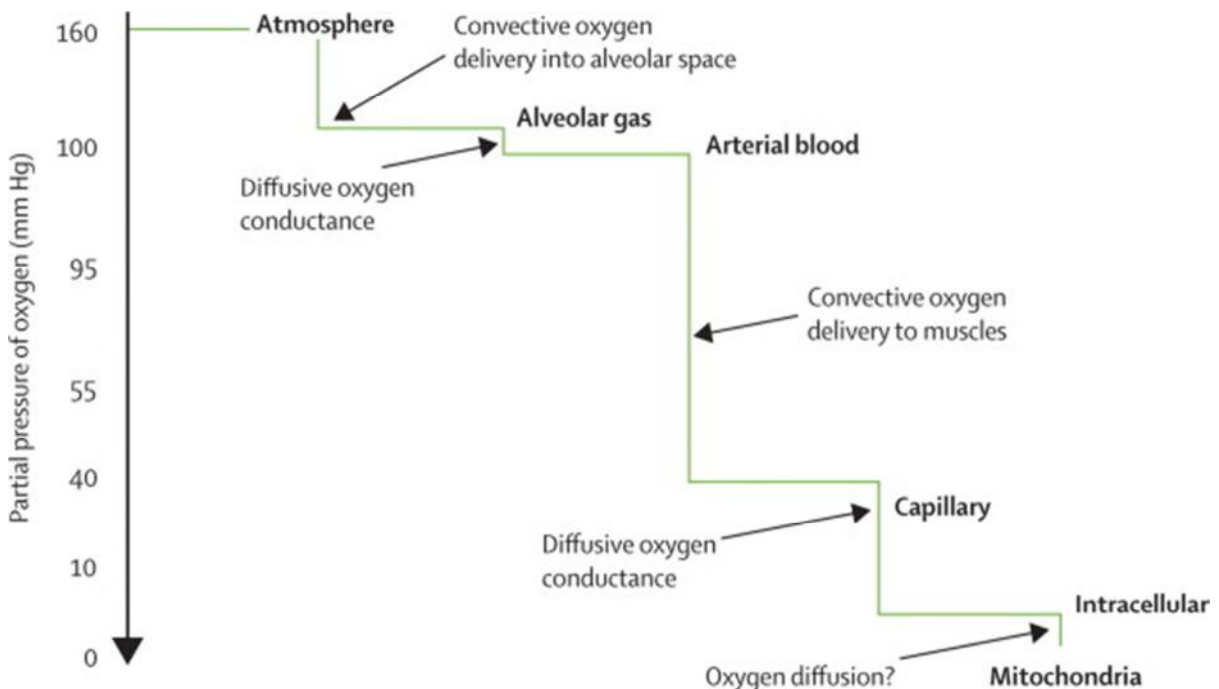 Partial pressure of oxygen (mm Hg)
160
100
95
55
40
10
0
Atmosphere
Convective oxygen
delivery into alveolar space
Alveolar gas
Diffusive oxygen
conductance
Arterial blood
Convective oxygen
delivery to muscles
Capillary
Diffusive oxygen
conductance
Intracellular
Oxygen diffusion?
Mitochondria